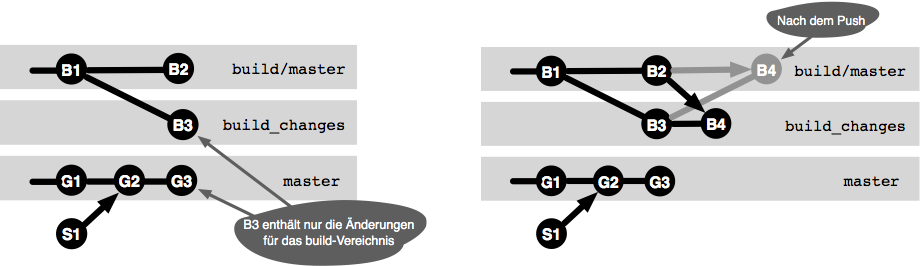 Nach dem Push
B1 B2 build/master
B3 build_changes
G1 G2 G3 master
S1
B3 enthält nur die Änderungen
für das build-Vereichnis
B1 B2 B4 build/master
B3 B4 build_changes
G1 G2 G3 master
S1